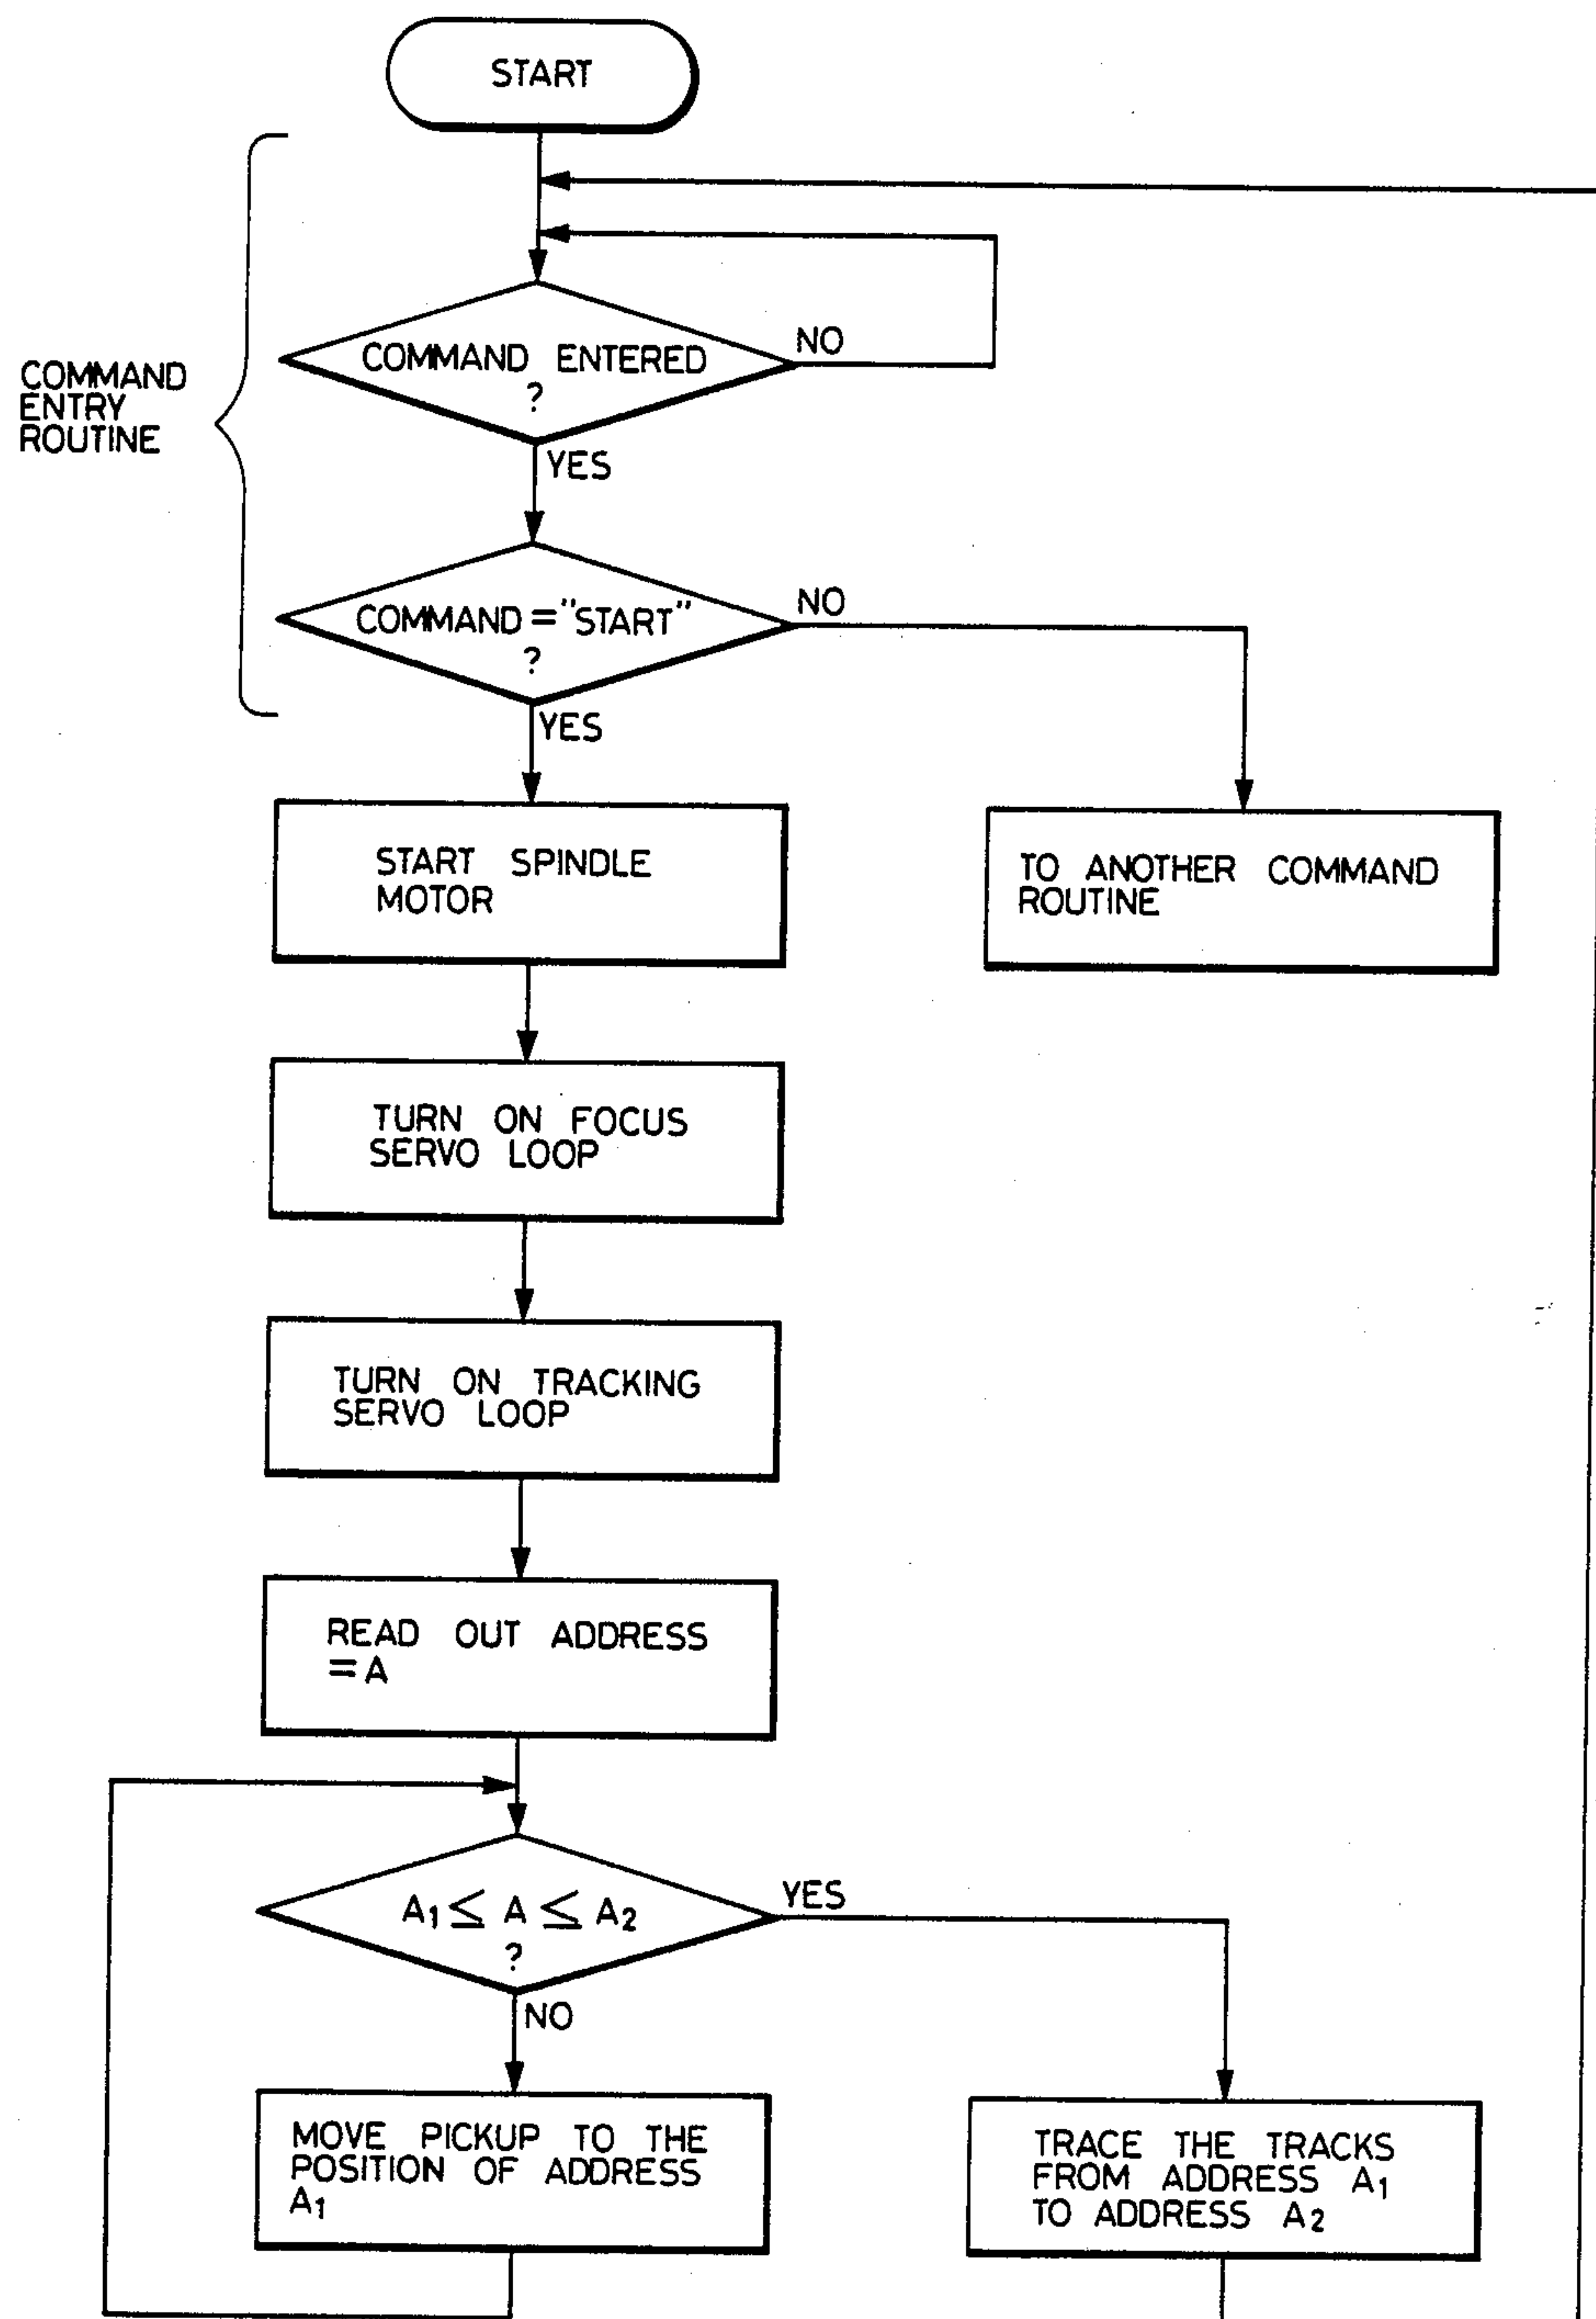 START
COMMAND
ENTRY
ROUTINE
COMMAND ENTERED
?
NO
YES
COMMAND="START"
?
NO
YES
START SPINDLE
MOTOR
TO ANOTHER COMMAND
ROUTINE
TURN ON FOCUS
SERVO LOOP
TURN ON TRACKING
SERVO LOOP
READ OUT ADDRESS
=A
A₁ ≤ A ≤ A₂
?
YES
NO
MOVE PICKUP TO THE
POSITION OF ADDRESS
A₁
TRACE THE TRACKS
FROM ADDRESS A₁
TO ADDRESS A₂